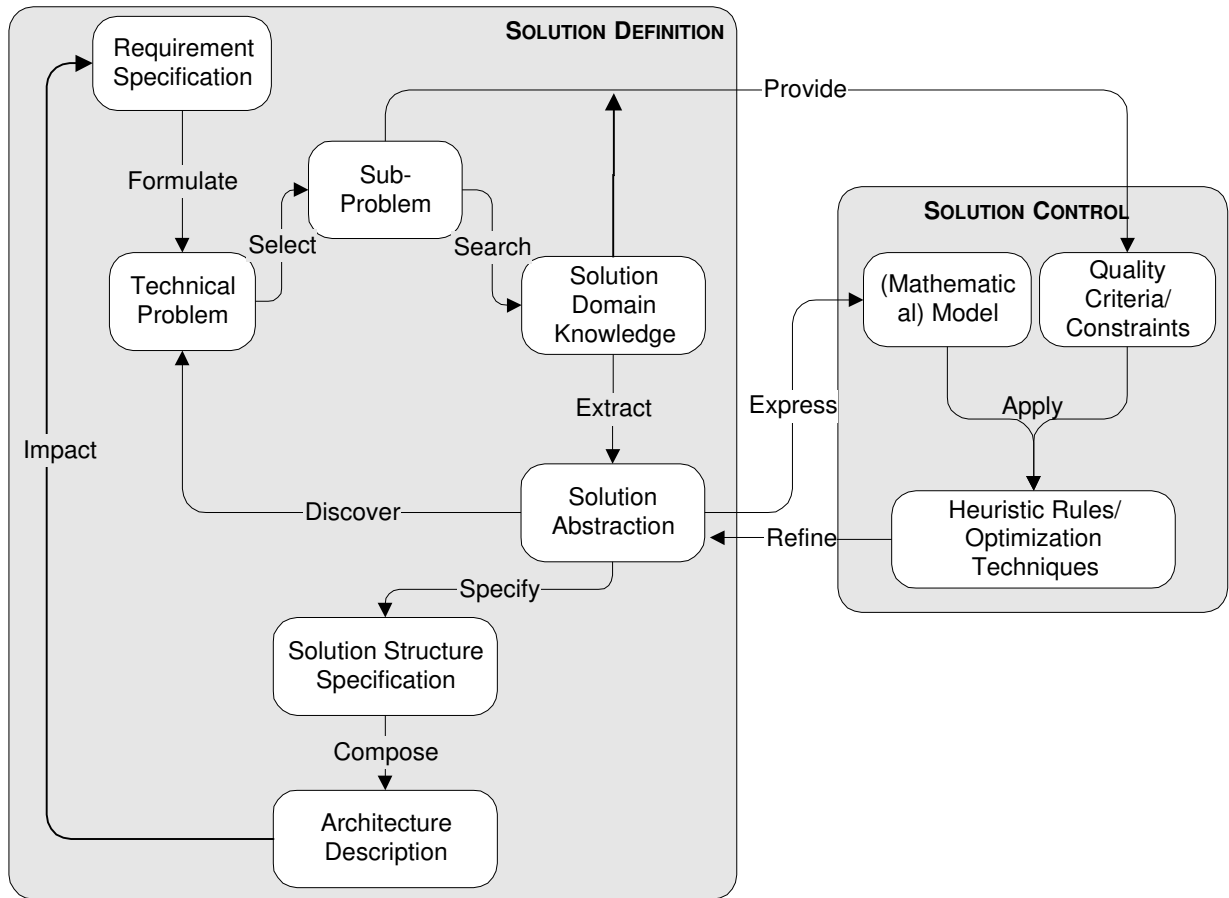 SOLUTION DEFINITION
Requirement
Specification
Provide
Formulate
Sub-
Problem
Select
Search
Technical
Problem
Solution
Domain
Knowledge
SOLUTION CONTROL
(Mathematic
al) Model
Quality
Criteria/
Constraints
Extract
Express
Apply
Impact
Discover
Solution
Abstraction
Refine
Heuristic Rules/
Optimization
Techniques
Specify
Solution Structure
Specification
Compose
Architecture
Description